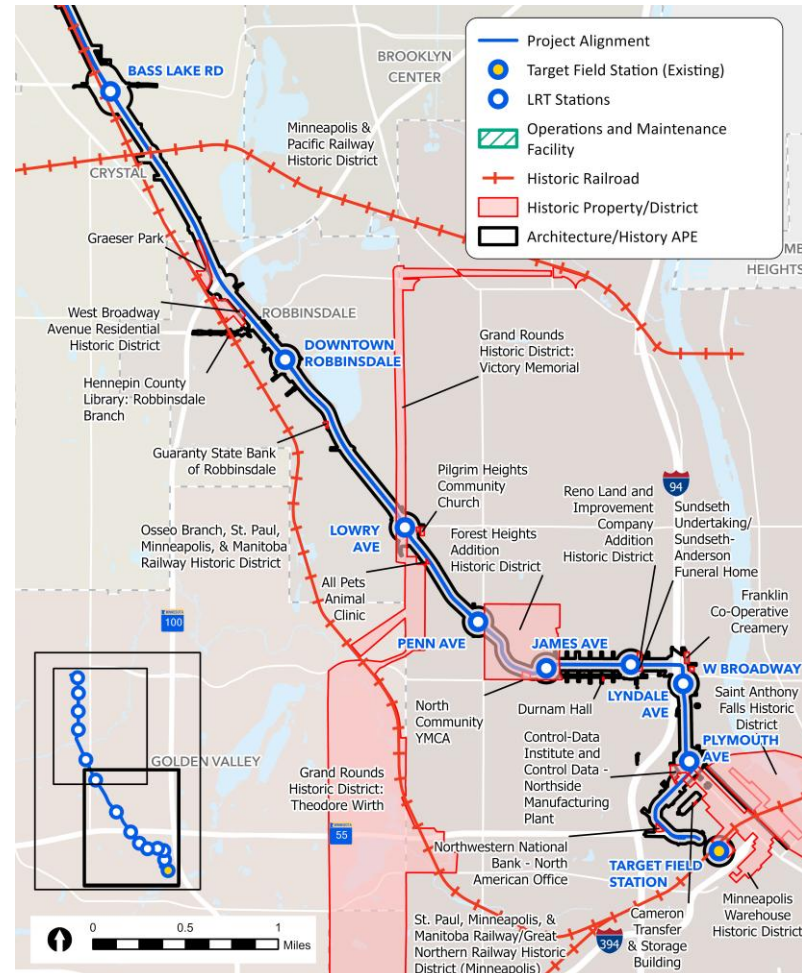 BASS LAKE RD
BROOKLYN
CENTER
Project Alignment
Target Field Station (Existing)
LRT Stations
Operations and Maintenance
Facility
Historic Railroad
Historic Property/District
Architecture/History APE
Minneapolis &
Pacific Railway
Historic District
CRYSTAL
HEIGHTS
Graeser Park
West Broadway
Avenue Residential
Historic District
ROBBINSDALE
DOWNTOWN
ROBBINSDALE
Grand Rounds
Historic District:
Victory Memorial
Hennepin County
Library: Robbinsdale
Branch
Guaranty State Bank
of Robbinsdale
Pilgrim Heights
Community
Church
94
Reno Land and
Improvement
Company
Addition
Historic District
Sundseth
Undertaking/
Sundseth-
Anderson
Funeral Home
Osseo Branch, St. Paul,
Minneapolis, & Manitoba
Railway Historic District
LOWRY
AVE
Forest Heights
Addition
Historic District
Franklin
Co-Operative
Creamery
All Pets
Animal
Clinic
100
PENN AVE
JAMES AVE
W BROADWAY
LYNDALE
AVE
Saint Anthony
Falls Historic
District
North
Community
YMCA
Durnam Hall
PLYMOUTH
AVE
Control-Data
Institute and
Control Data -
Northside
Manufacturing
Plant
GOLDEN VALLEY
Grand Rounds
Historic District:
Theodore Wirth
55
Northwestern National
Bank - North
American Office
TARGET FIELD
STATION
Minneapolis
Warehouse
Historic District
Cameron
Transfer
& Storage
Building
394
St. Paul, Minneapolis, &
Manitoba Railway/Great
Northern Railway Historic
District (Minneapolis)
0 0.5 1
Miles